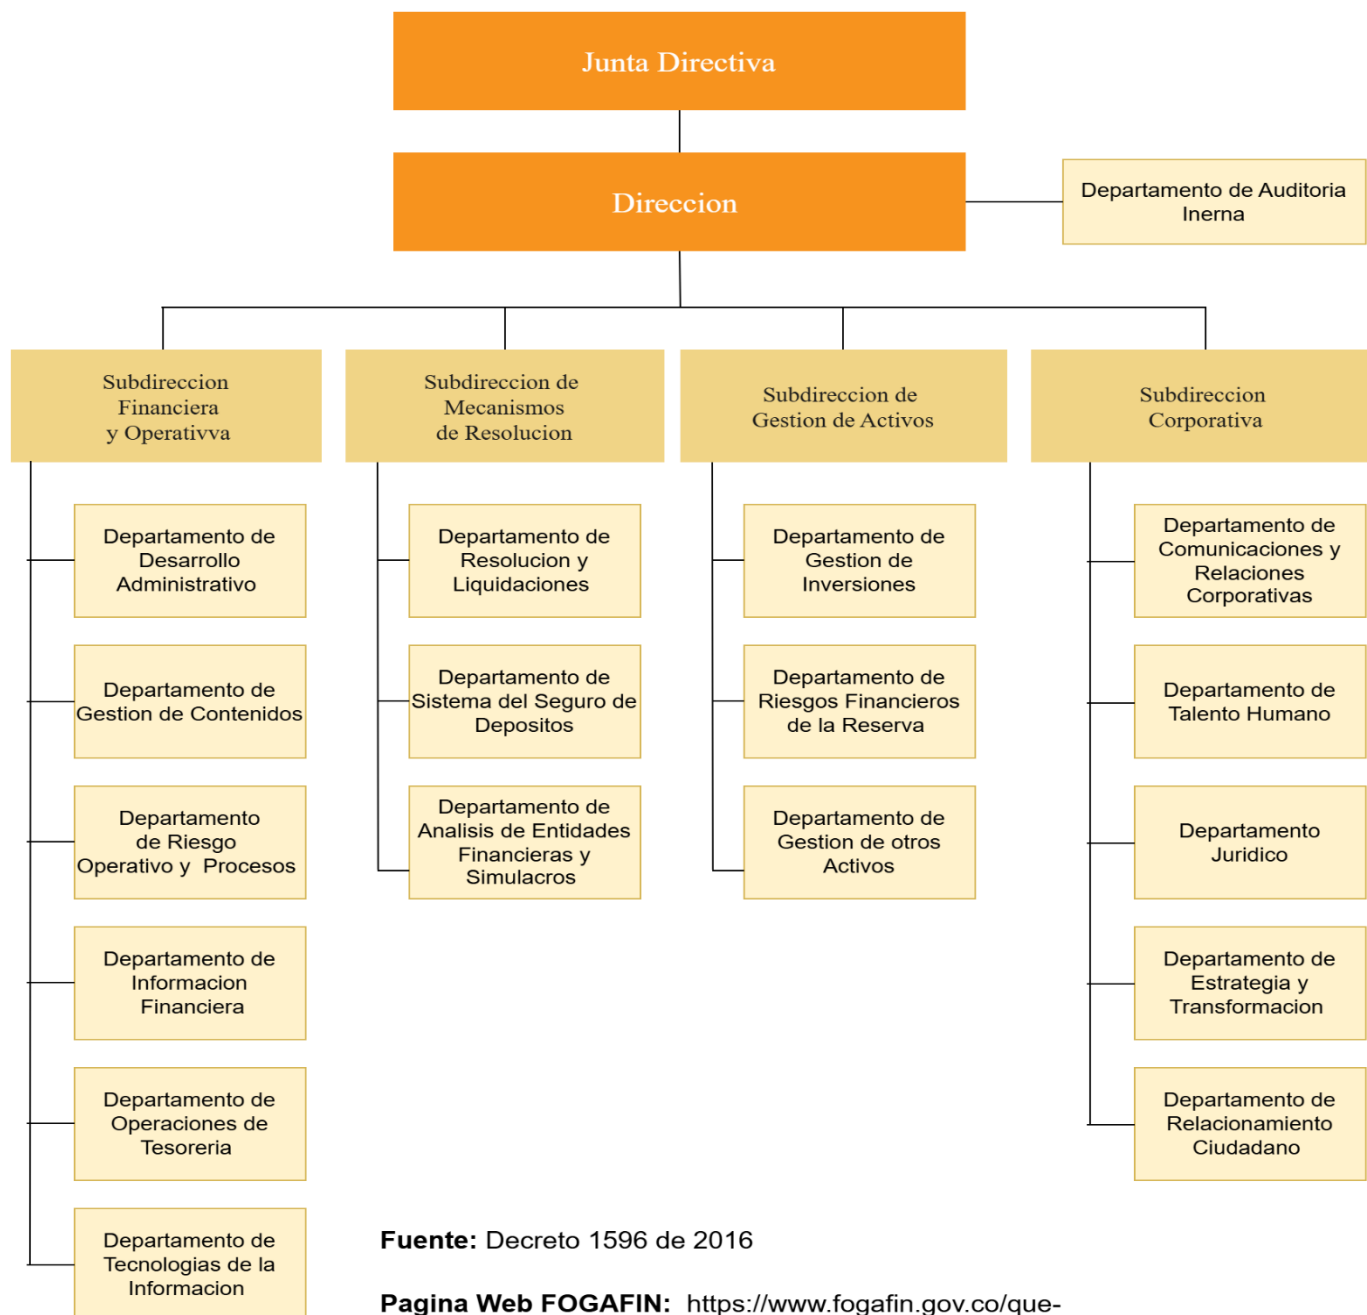 Junta Directiva
Direccion
Departamento de Auditoria
Inerna
Subdireccion
Financiera
y Operativva
Departamento de
Desarrollo
Administrativo
Departamento de
Gestion de Contenidos
Departamento
de Riesgo
Operativo y  Procesos
Departamento de
Informacion
Financiera
Departamento de
Operaciones de
Tesoreria
Departamento de
Tecnologias de la
Informacion
Subdireccion de
Mecanismos
de Resolucion
Departamento de
Resolucion y
Liquidaciones
Departamento de
Sistema del Seguro de
Depositos
Departamento de
Analisis de Entidades
Financieras y
Simulacros
Subdireccion de
Gestion de Activos
Departamento de
Gestion de
Inversiones
Departamento de
Riesgos Financieros
de la Reserva
Departamento de
Gestion de otros
Activos
Subdireccion
Corporativa
Departamento de
Comunicaciones y
Relaciones
Corporativas
Departamento de
Talento Humano
Departamento
Juridico
Departamento de
Estrategia y
Transformacion
Departamento de
Relacionamiento
Ciudadano
Fuente: Decreto 1596 de 2016
Pagina Web FOGAFIN:  https://www.fogafin.gov.co/que-